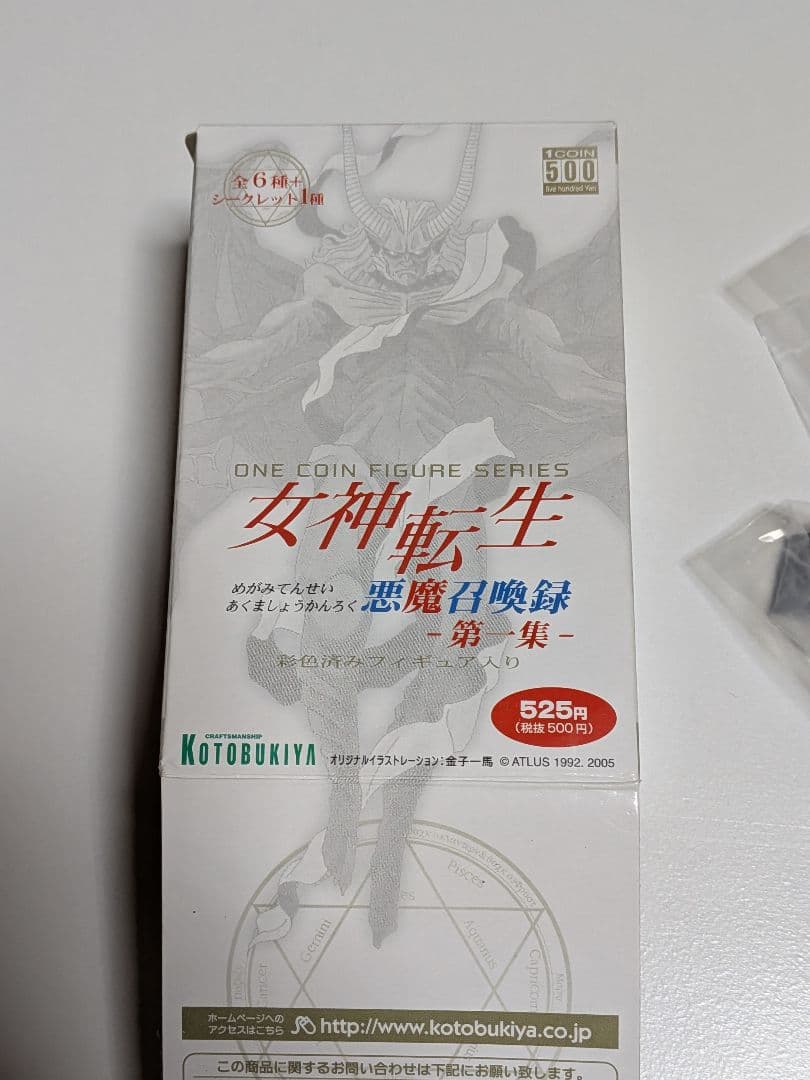 全6種+
シークレット1種
1COIN
500
five hundred Yen
ONE COIN FIGURE SERIES
女神転生
めがみてんせい
あくましょうかんろく 悪魔召喚録
-第一集-
彩色済みフィギュア入り
525円
(税抜500円)
CRAFTSMANSHIP
KOTOBUKIYA
オリジナルイラストレーション:金子一馬 © ATLUS 1992. 2005
Pisces
Gemini
Aquarius
Cancer
Capricorn
ホームページへの
アクセスはこちら
http://www.kotobukiya.co.jp
この商品に関するお問い合わせは下記にお願い致します。